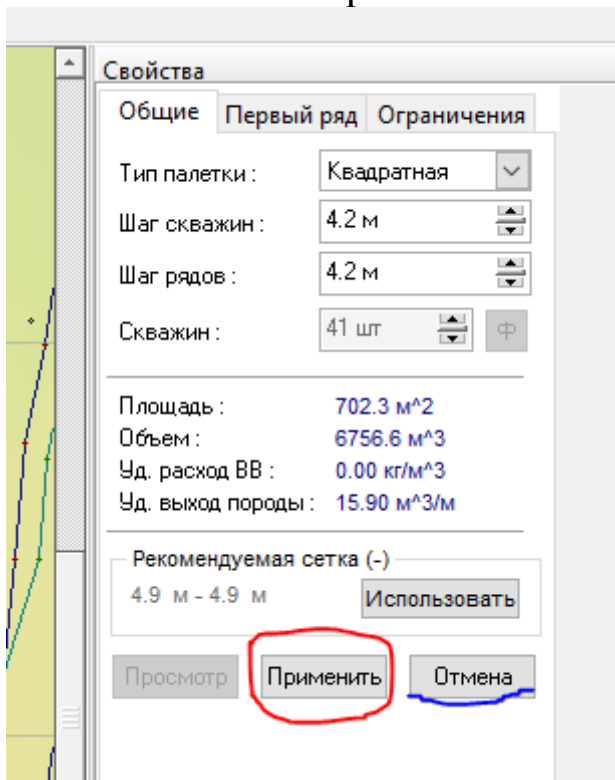 Свойства
Общие Первый ряд Ограничения
Тип палетки : Квадратная
Шаг скважин : 4.2 м
Шаг рядов : 4.2 м
Скважин : 41 шт Ф
Площадь : 702.3 м^2
Объем : 6756.6 м^3
Уд. расход ВВ : 0.00 кг/м^3
Уд. выход породы : 15.90 м^3/м
Рекомендуемая сетка (-)
4.9 м - 4.9 м Использовать
Просмотр Применить Отмена